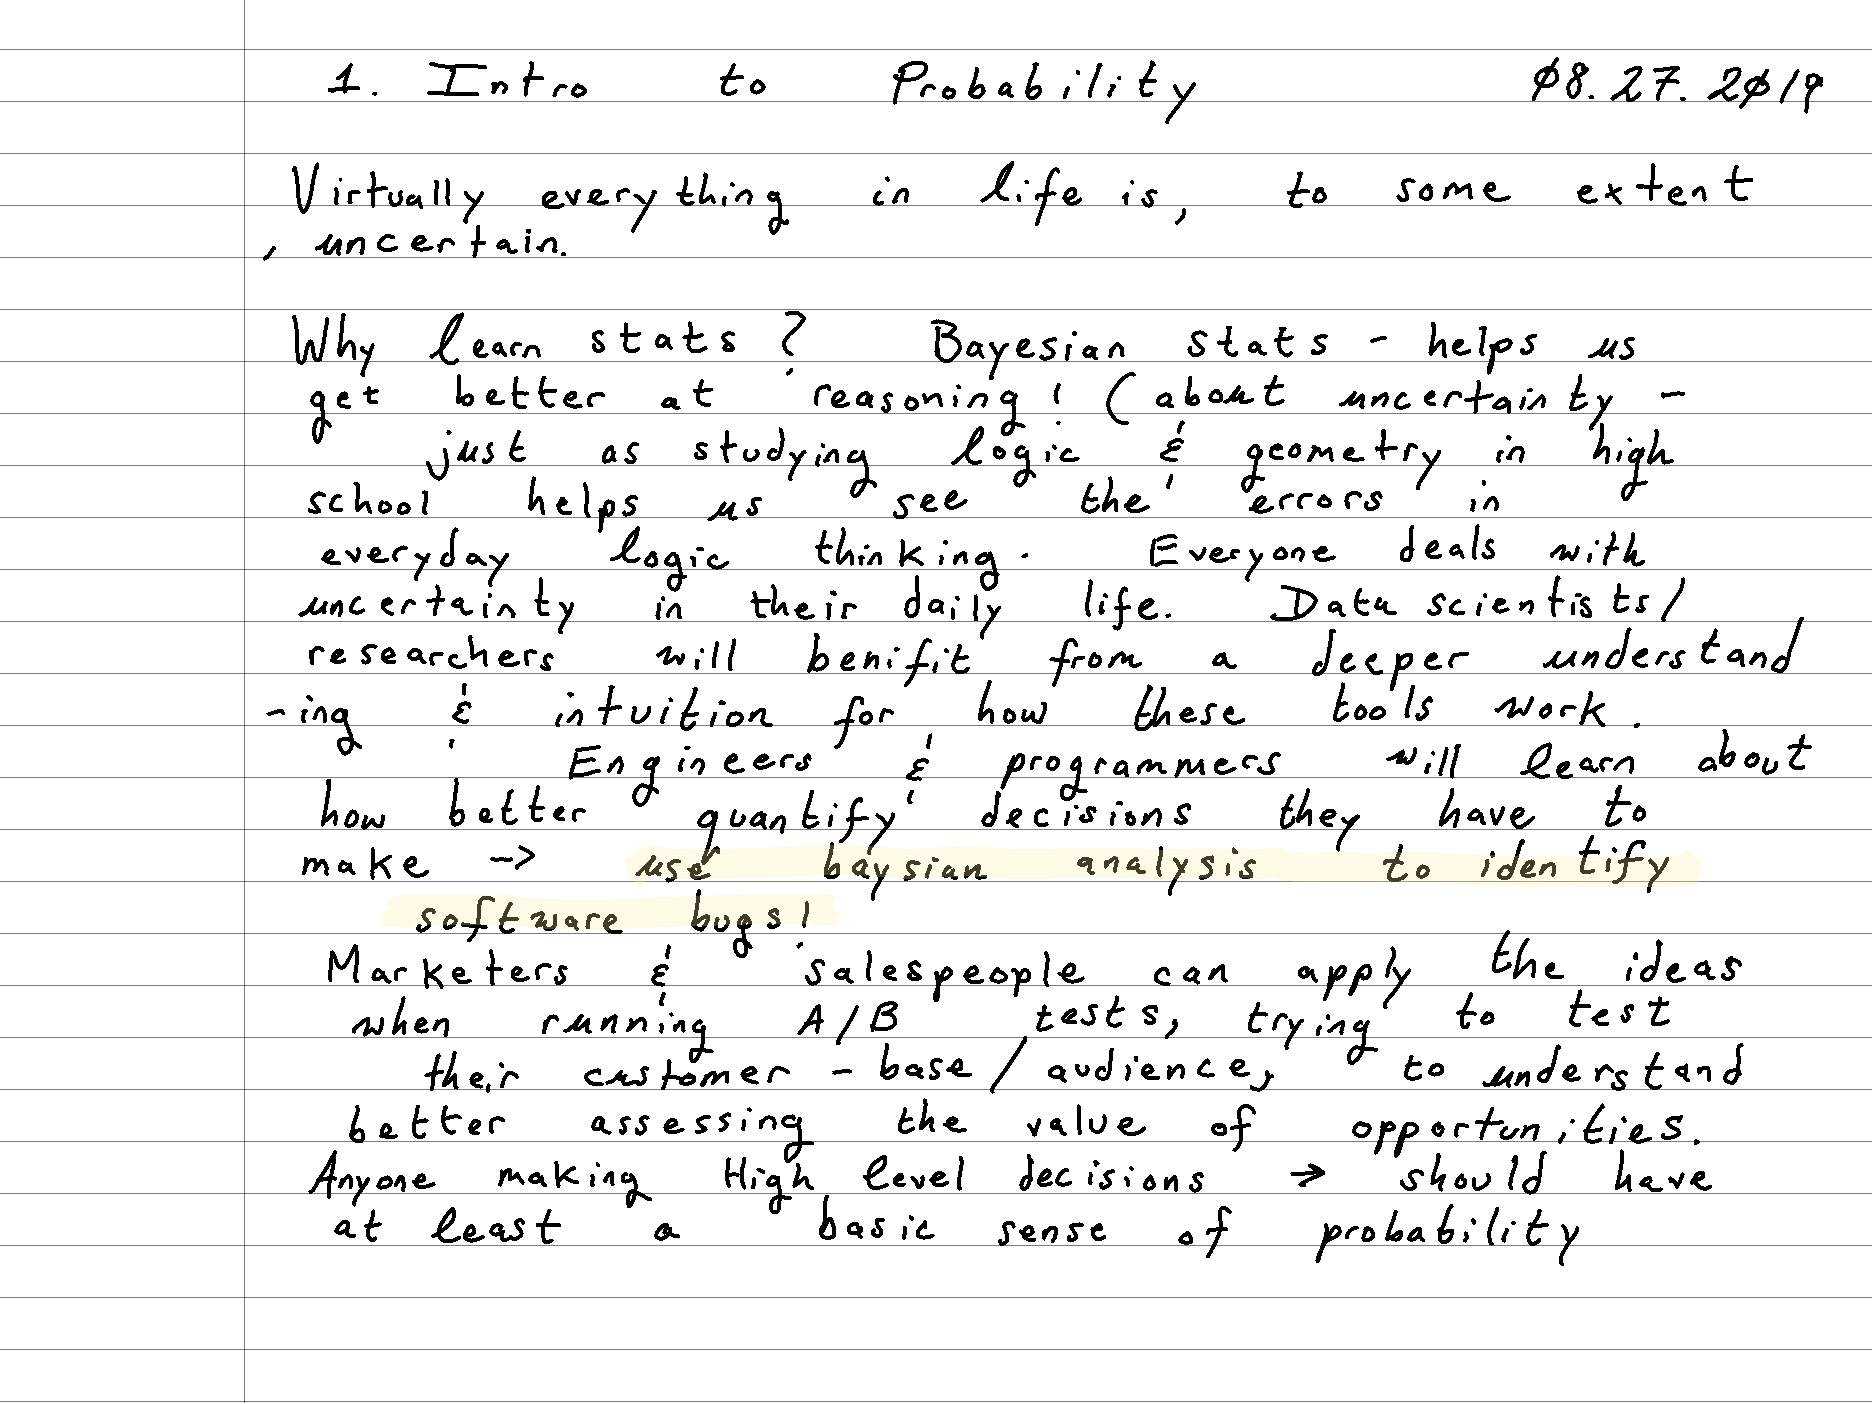 1. Intro to Probability 08.27.2019
Virtually everything in life is, to some extent
, uncertain.
Why learn stats? Bayesian stats - helps us
get better at reasoning! (about uncertainty -
just as studying logic & geometry in high
school helps us see the errors in
everyday logic thinking. Everyone deals with
uncertainty in their daily life. Data scientists/
researchers will benifit from a deeper understand
-ing & intuition for how these tools work.
Engineers & programmers will learn about
how better quantify decisions they have to
make -> use baysian analysis to identify
software bugs!
Marketers & salespeople can apply the ideas
when running A/B tests, trying to test
their customer - base / audience, to understand
better assessing the value of opportunities.
Anyone making High level decisions → should have
at least a basic sense of probability